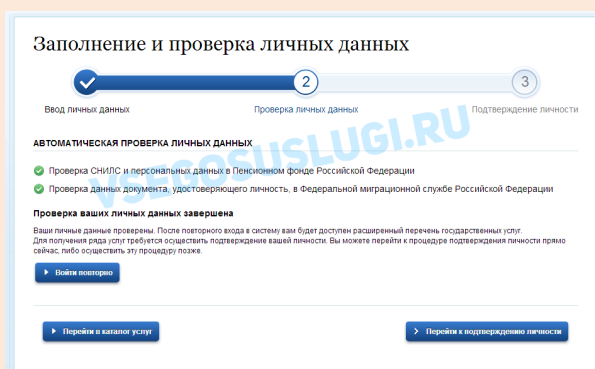 Заполнение и проверка личных данных
2
3
Ввод личных данных
Проверка личных данных
Подтверждение личности
VSEGOSUSLUGI.RU
АВТОМАТИЧЕСКАЯ ПРОВЕРКА ЛИЧНЫХ ДАННЫХ
Проверка СНИЛС и персональных данных в Пенсионном фонде Российской Федерации
Проверка данных документа, удостоверяющего личность, в Федеральной миграционной службе Российской Федерации
Проверка ваших личных данных завершена
Ваши личные данные проверены. После повторного входа в систему вам будет доступен расширенный перечень государственных услуг.
Для получения ряда услуг требуется осуществить подтверждение вашей личности. Вы можете перейти к процедуре подтверждения личности прямо
сейчас, либо осуществить эту процедуру позже.
Войти повторно
Перейти в каталог услуг
Перейти к подтверждению личности